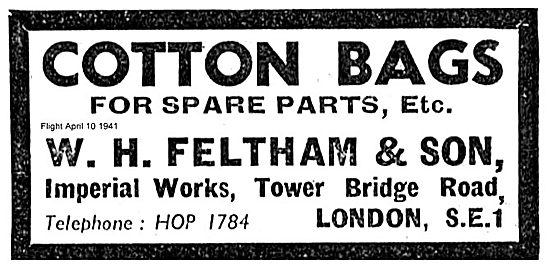 COTTON BAGS
FOR SPARE PARTS, Etc.
Flight April 10 1941
W. H. FELTHAM & SON,
Imperial Works, Tower Bridge Road,
Telephone : HOP 1784 LONDON, S.E.1